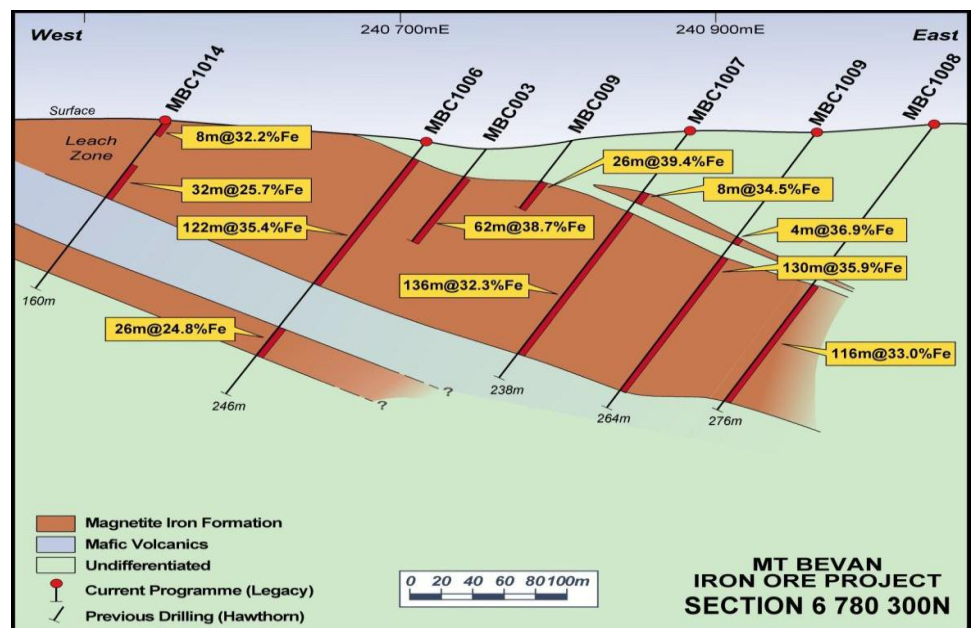 West
240 700mE
240 900mE
East
MBC1014
MBC1006
MBC003
MBC009
MBC1007
MBC1009
MBC1008
Surface
Leach
Zone
8m@32.2%Fe
32m@25.7%Fe
122m@35.4%Fe
26m@24.8%Fe
62m@38.7%Fe
26m@39.4%Fe
136m@32.3%Fe
8m@34.5%Fe
4m@36.9%Fe
130m@35.9%Fe
116m@33.0%Fe
160m
246m
238m
264m
276m
?
?
Magnetite Iron Formation
Mafic Volcanics
Undifferentiated
Current Programme (Legacy)
Previous Drilling (Hawthorn)
0 20 40 60 80 100m
MT BEVAN
IRON ORE PROJECT
SECTION 6 780 300N